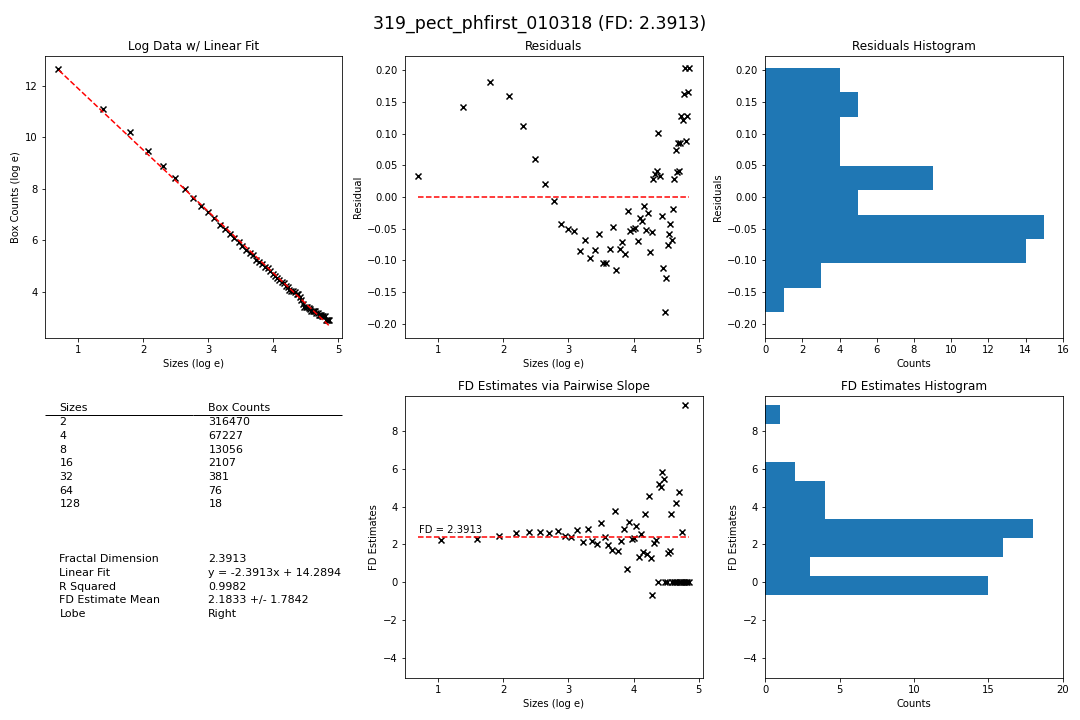 319_pect_phfirst_010318 (FD: 2.3913)
Log Data w/ Linear Fit
Box Counts (log e)
12
10
8
6
4
1 2 3 4 5
Sizes (log e)
Residuals
Residual
0.20
0.15
0.10
0.05
0.00
−0.05
−0.10
−0.15
−0.20
1 2 3 4 5
Sizes (log e)
Residuals Histogram
Residuals
0.20
0.15
0.10
0.05
0.00
−0.05
−0.10
−0.15
−0.20
0 2 4 6 8 10 12 14 16
Counts
Sizes Box Counts
2 316470
4 67227
8 13056
16 2107
32 381
64 76
128 18
Fractal Dimension 2.3913
Linear Fit y = -2.3913x + 14.2894
R Squared 0.9982
FD Estimate Mean 2.1833 +/- 1.7842
Lobe Right
FD Estimates via Pairwise Slope
FD Estimates
8
6
4
2
0
−2
−4
FD = 2.3913
1 2 3 4 5
Sizes (log e)
FD Estimates Histogram
FD Estimates
8
6
4
2
0
−2
−4
0 5 10 15 20
Counts